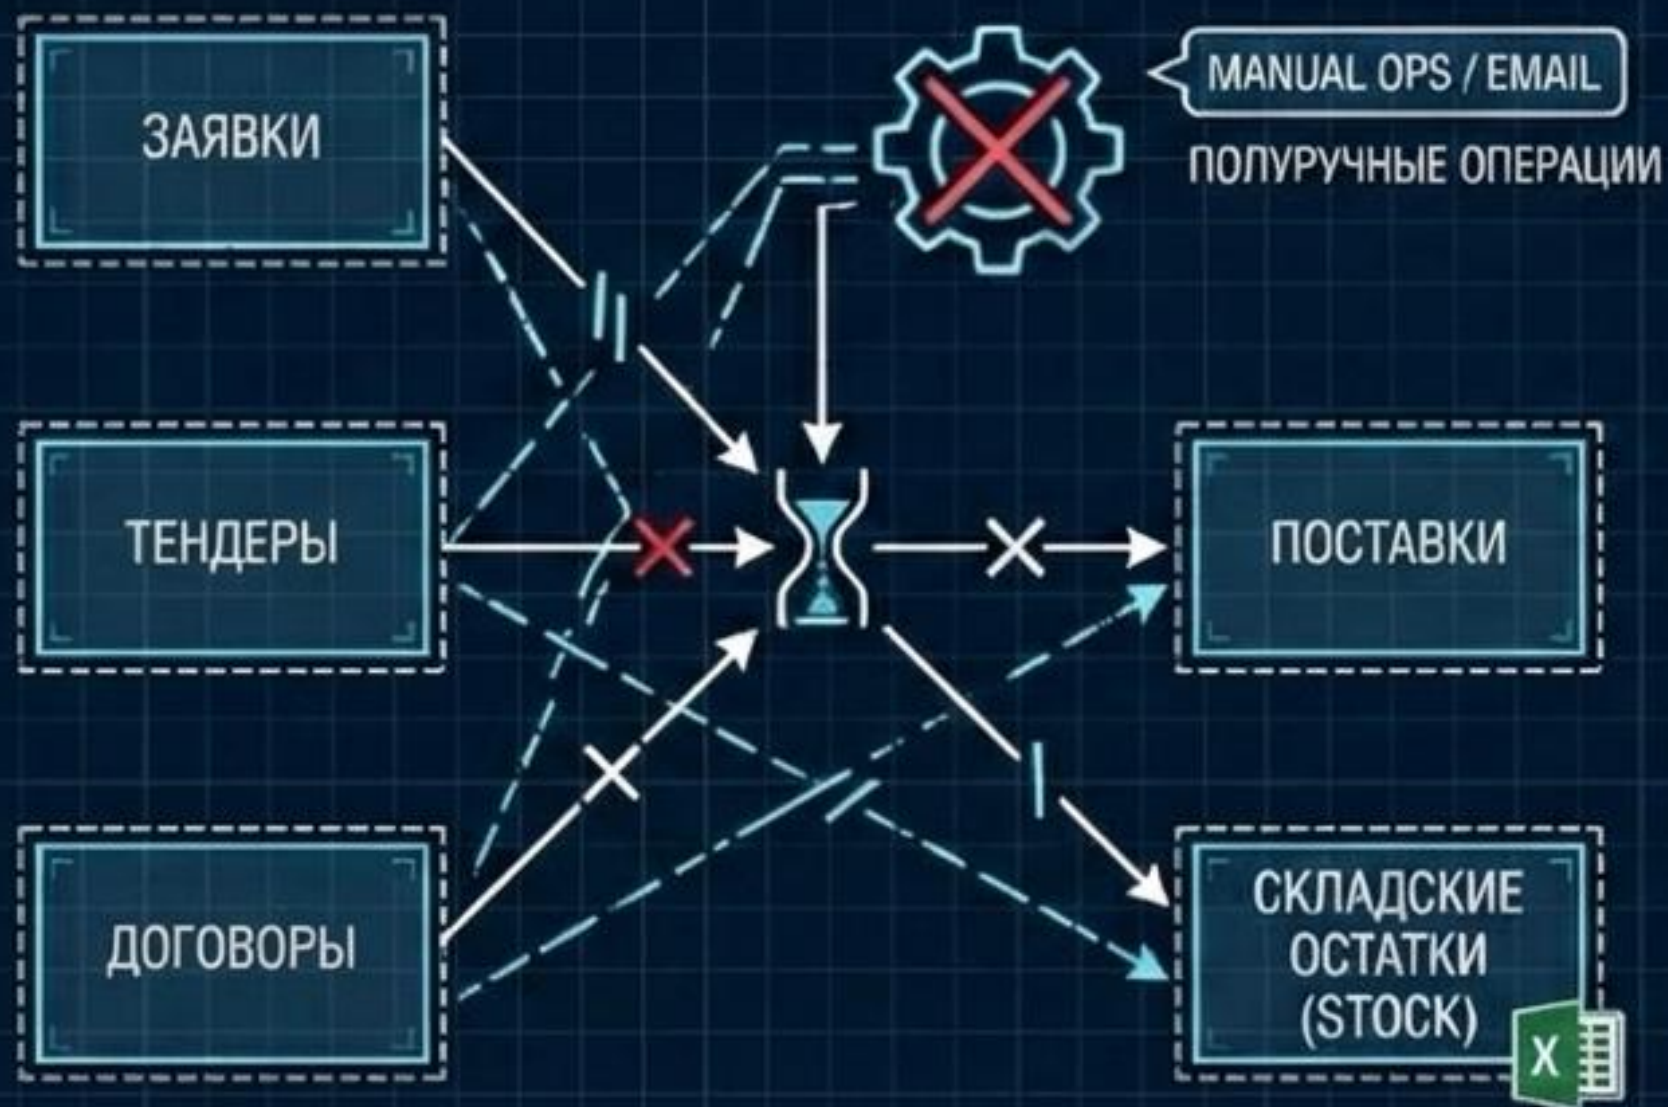 ЗАЯВКИ
MANUAL OPS / EMAIL
ПОЛУРУЧНЫЕ ОПЕРАЦИИ
ТЕНДЕРЫ
ПОСТАВКИ
ДОГОВОРЫ
СКЛАДСКИЕ
ОСТАТКИ
(STOCK)
X